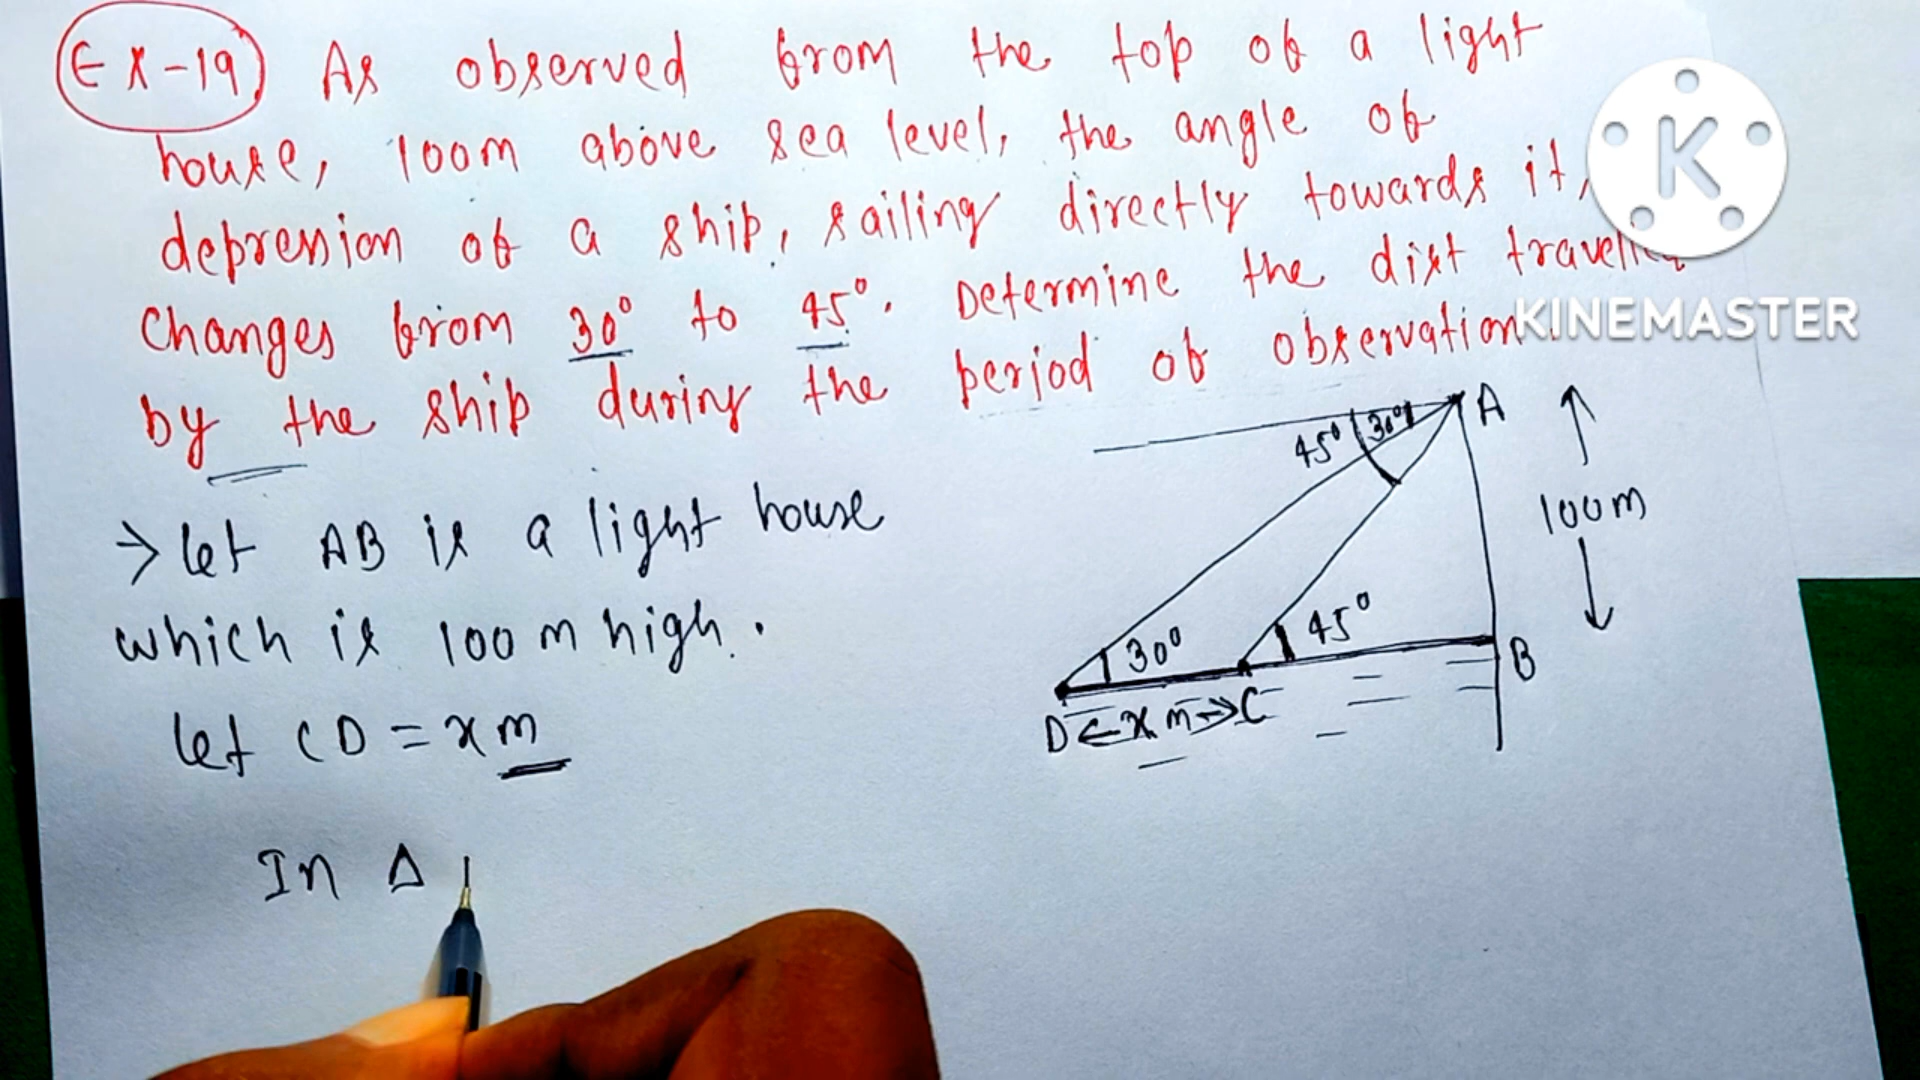 EX-19 As observed from the top of a light
house, 100m above sea level, the angle of
depression of a ship, sailing directly towards it,
changes from 30° to 45°. Determine the dist travelled
by the ship during the period of observation.
K
KINEMASTER
→ let AB is a light house
which is 100 m high.
let CD = x m
In Δ
45° 30° A
100m
30° 45° B
D ← x m → C